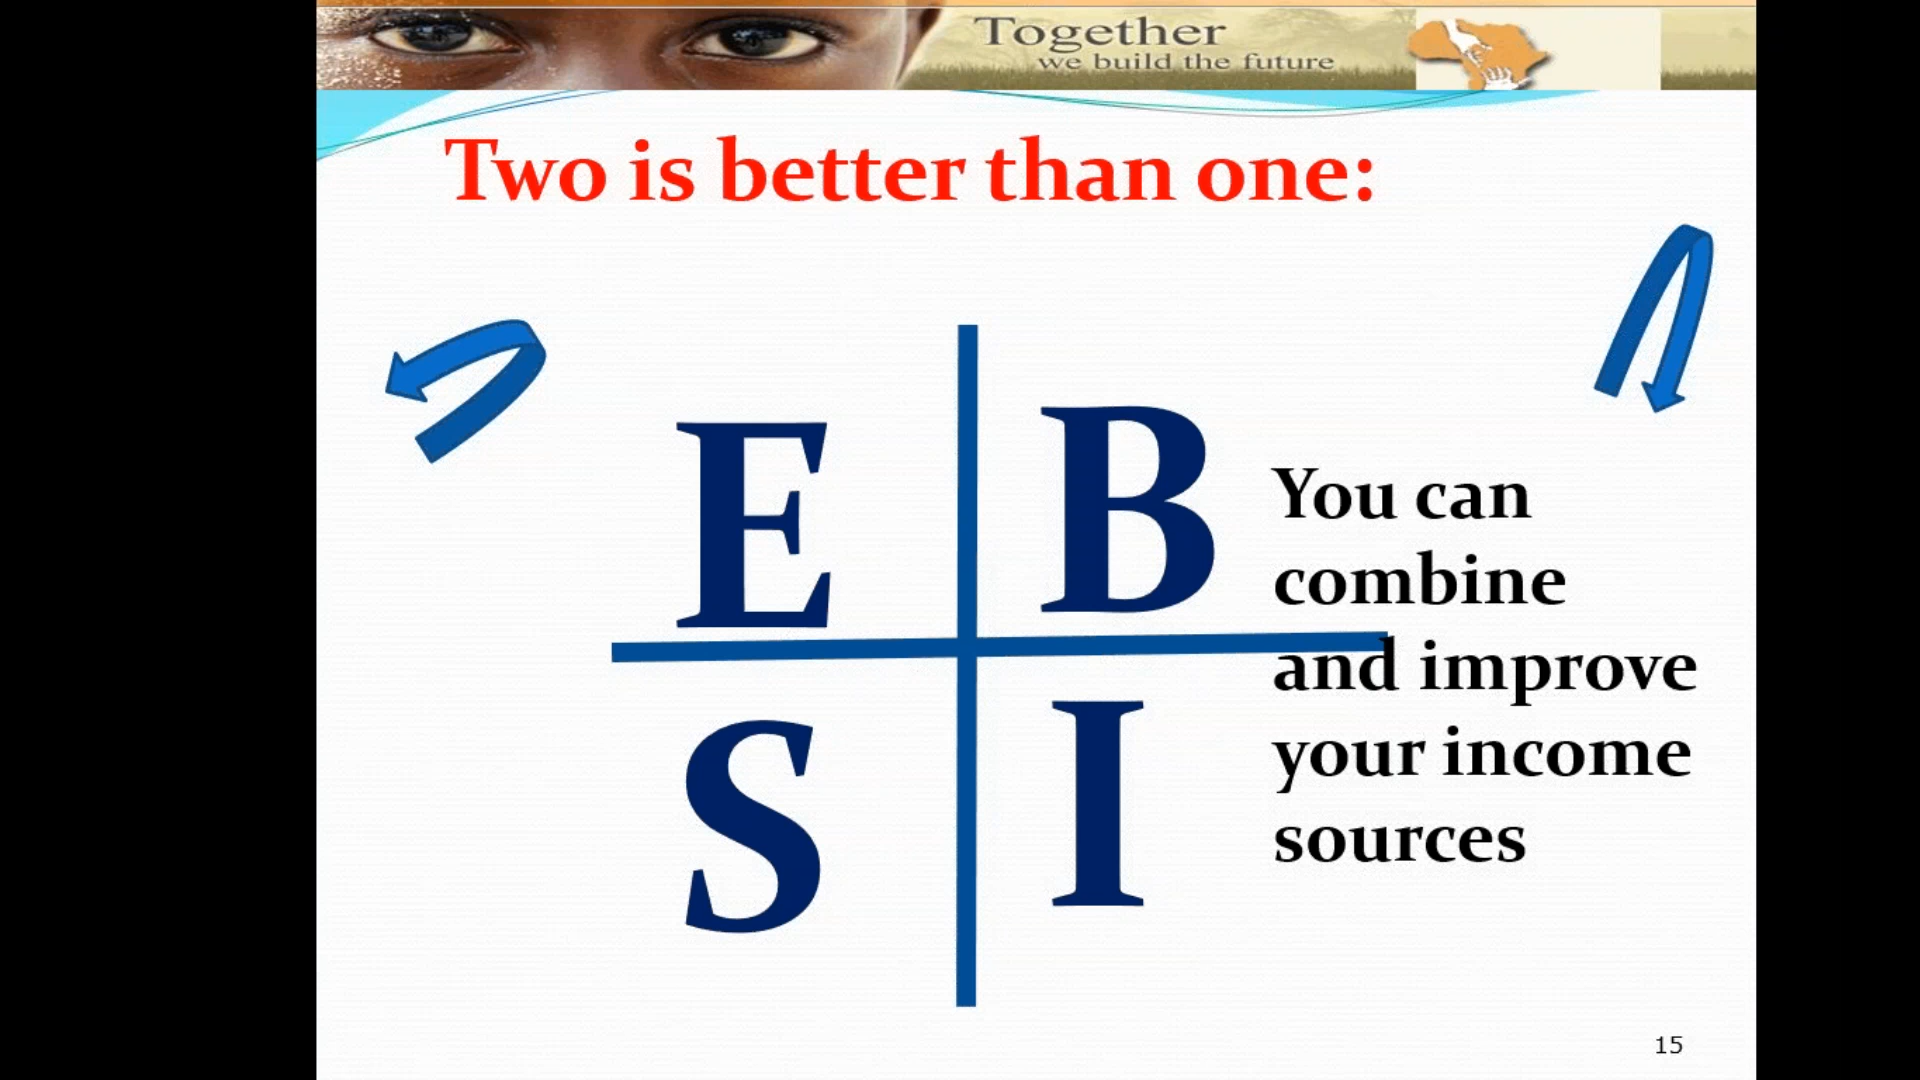 Together
we build the future
Two is better than one:
E
B
S
I
You can
combine
and improve
your income
sources
15